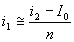 i₁ ≅ (i₂ − I₀) / n